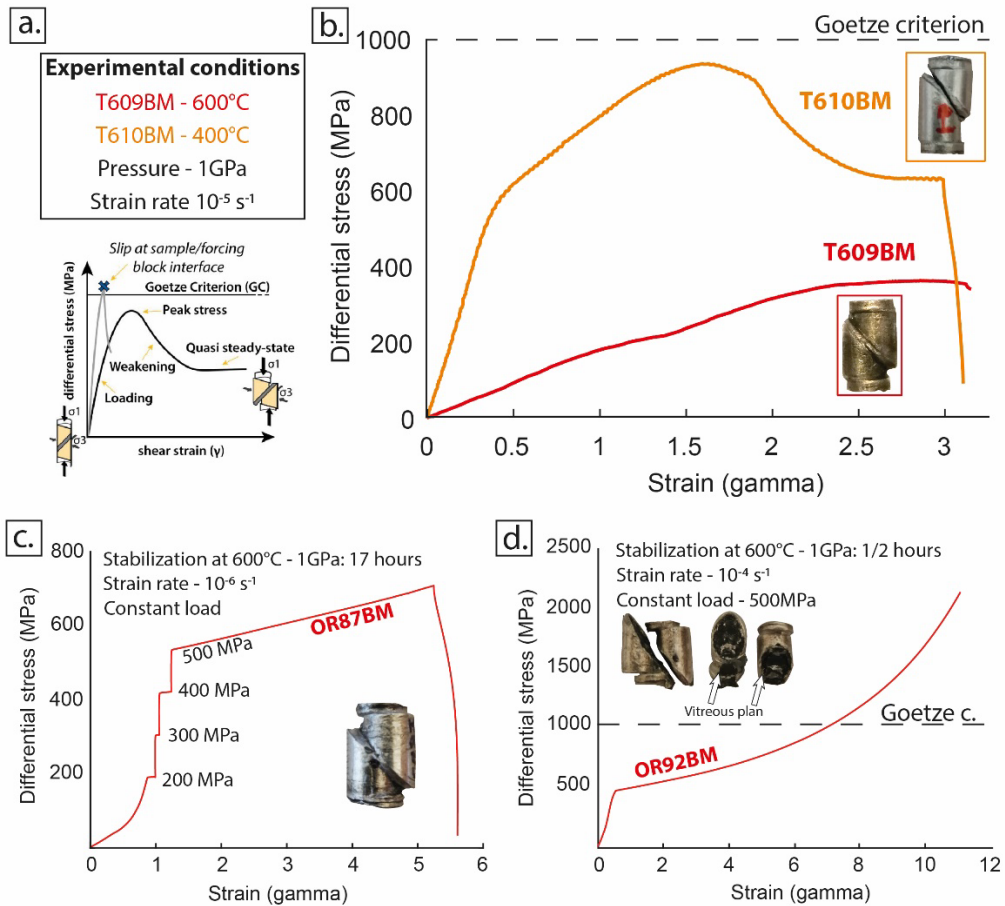 a.
Experimental conditions
T609BM - 600°C
T610BM - 400°C
Pressure - 1GPa
Strain rate 10⁻⁵ s⁻¹
Slip at sample/forcing
block interface
Goetze Criterion (GC)
Peak stress
Weakening
Quasi steady-state
Loading
σ1
σ3
σ1
σ3
differential stress (MPa)
shear strain (γ)
b.
Goetze criterion
1000
800
600
400
200
0
T610BM
T609BM
Differential stress (MPa)
0
0.5
1
1.5
2
2.5
3
Strain (gamma)
c.
800
600
400
200
Stabilization at 600°C - 1GPa: 17 hours
Strain rate - 10⁻⁶ s⁻¹
Constant load
OR87BM
500 MPa
400 MPa
300 MPa
200 MPa
Differential stress (MPa)
0
1
2
3
4
5
6
Strain (gamma)
d.
2500
2000
1500
1000
500
0
Stabilization at 600°C - 1GPa: 1/2 hours
Strain rate - 10⁻⁴ s⁻¹
Constant load - 500MPa
Vitreous plan
Goetze c.
OR92BM
Differential stress (MPa)
0
2
4
6
8
10
12
Strain (gamma)